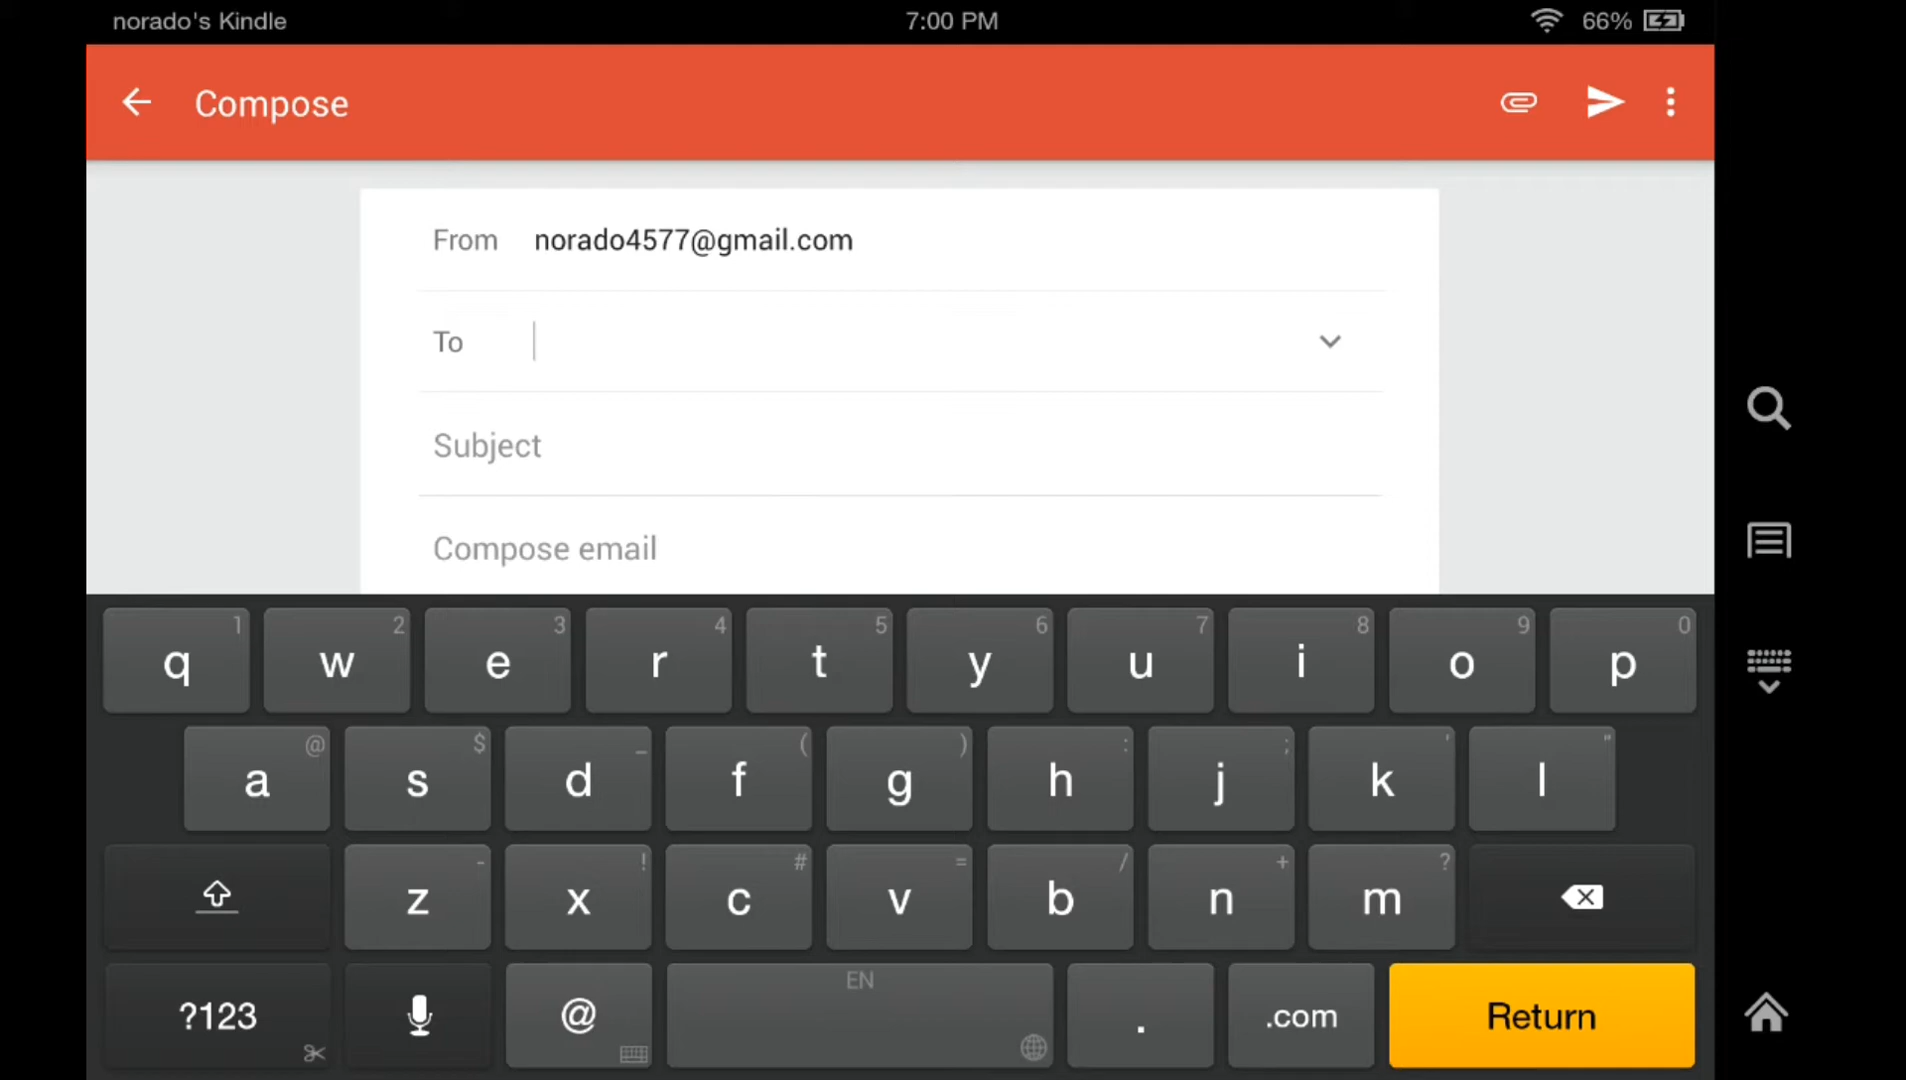 norado's Kindle 7:00 PM 66%
Compose
From norado4577@gmail.com
To
Subject
Compose email
1 2 3 4 5 6 7 8 9 0
q w e r t y u i o p
@ $ _ ( ) : ; ' "
a s d f g h j k l
- ! # = / + ?
z x c v b n m
EN
?123 @ . .com Return